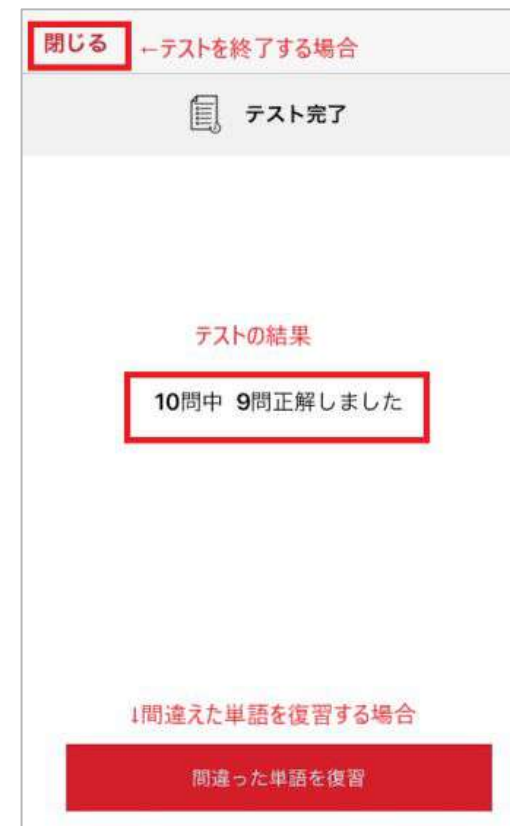 閉じる ←テストを終了する場合
テスト完了
テストの結果
10問中 9問正解しました
↓間違えた単語を復習する場合
間違った単語を復習